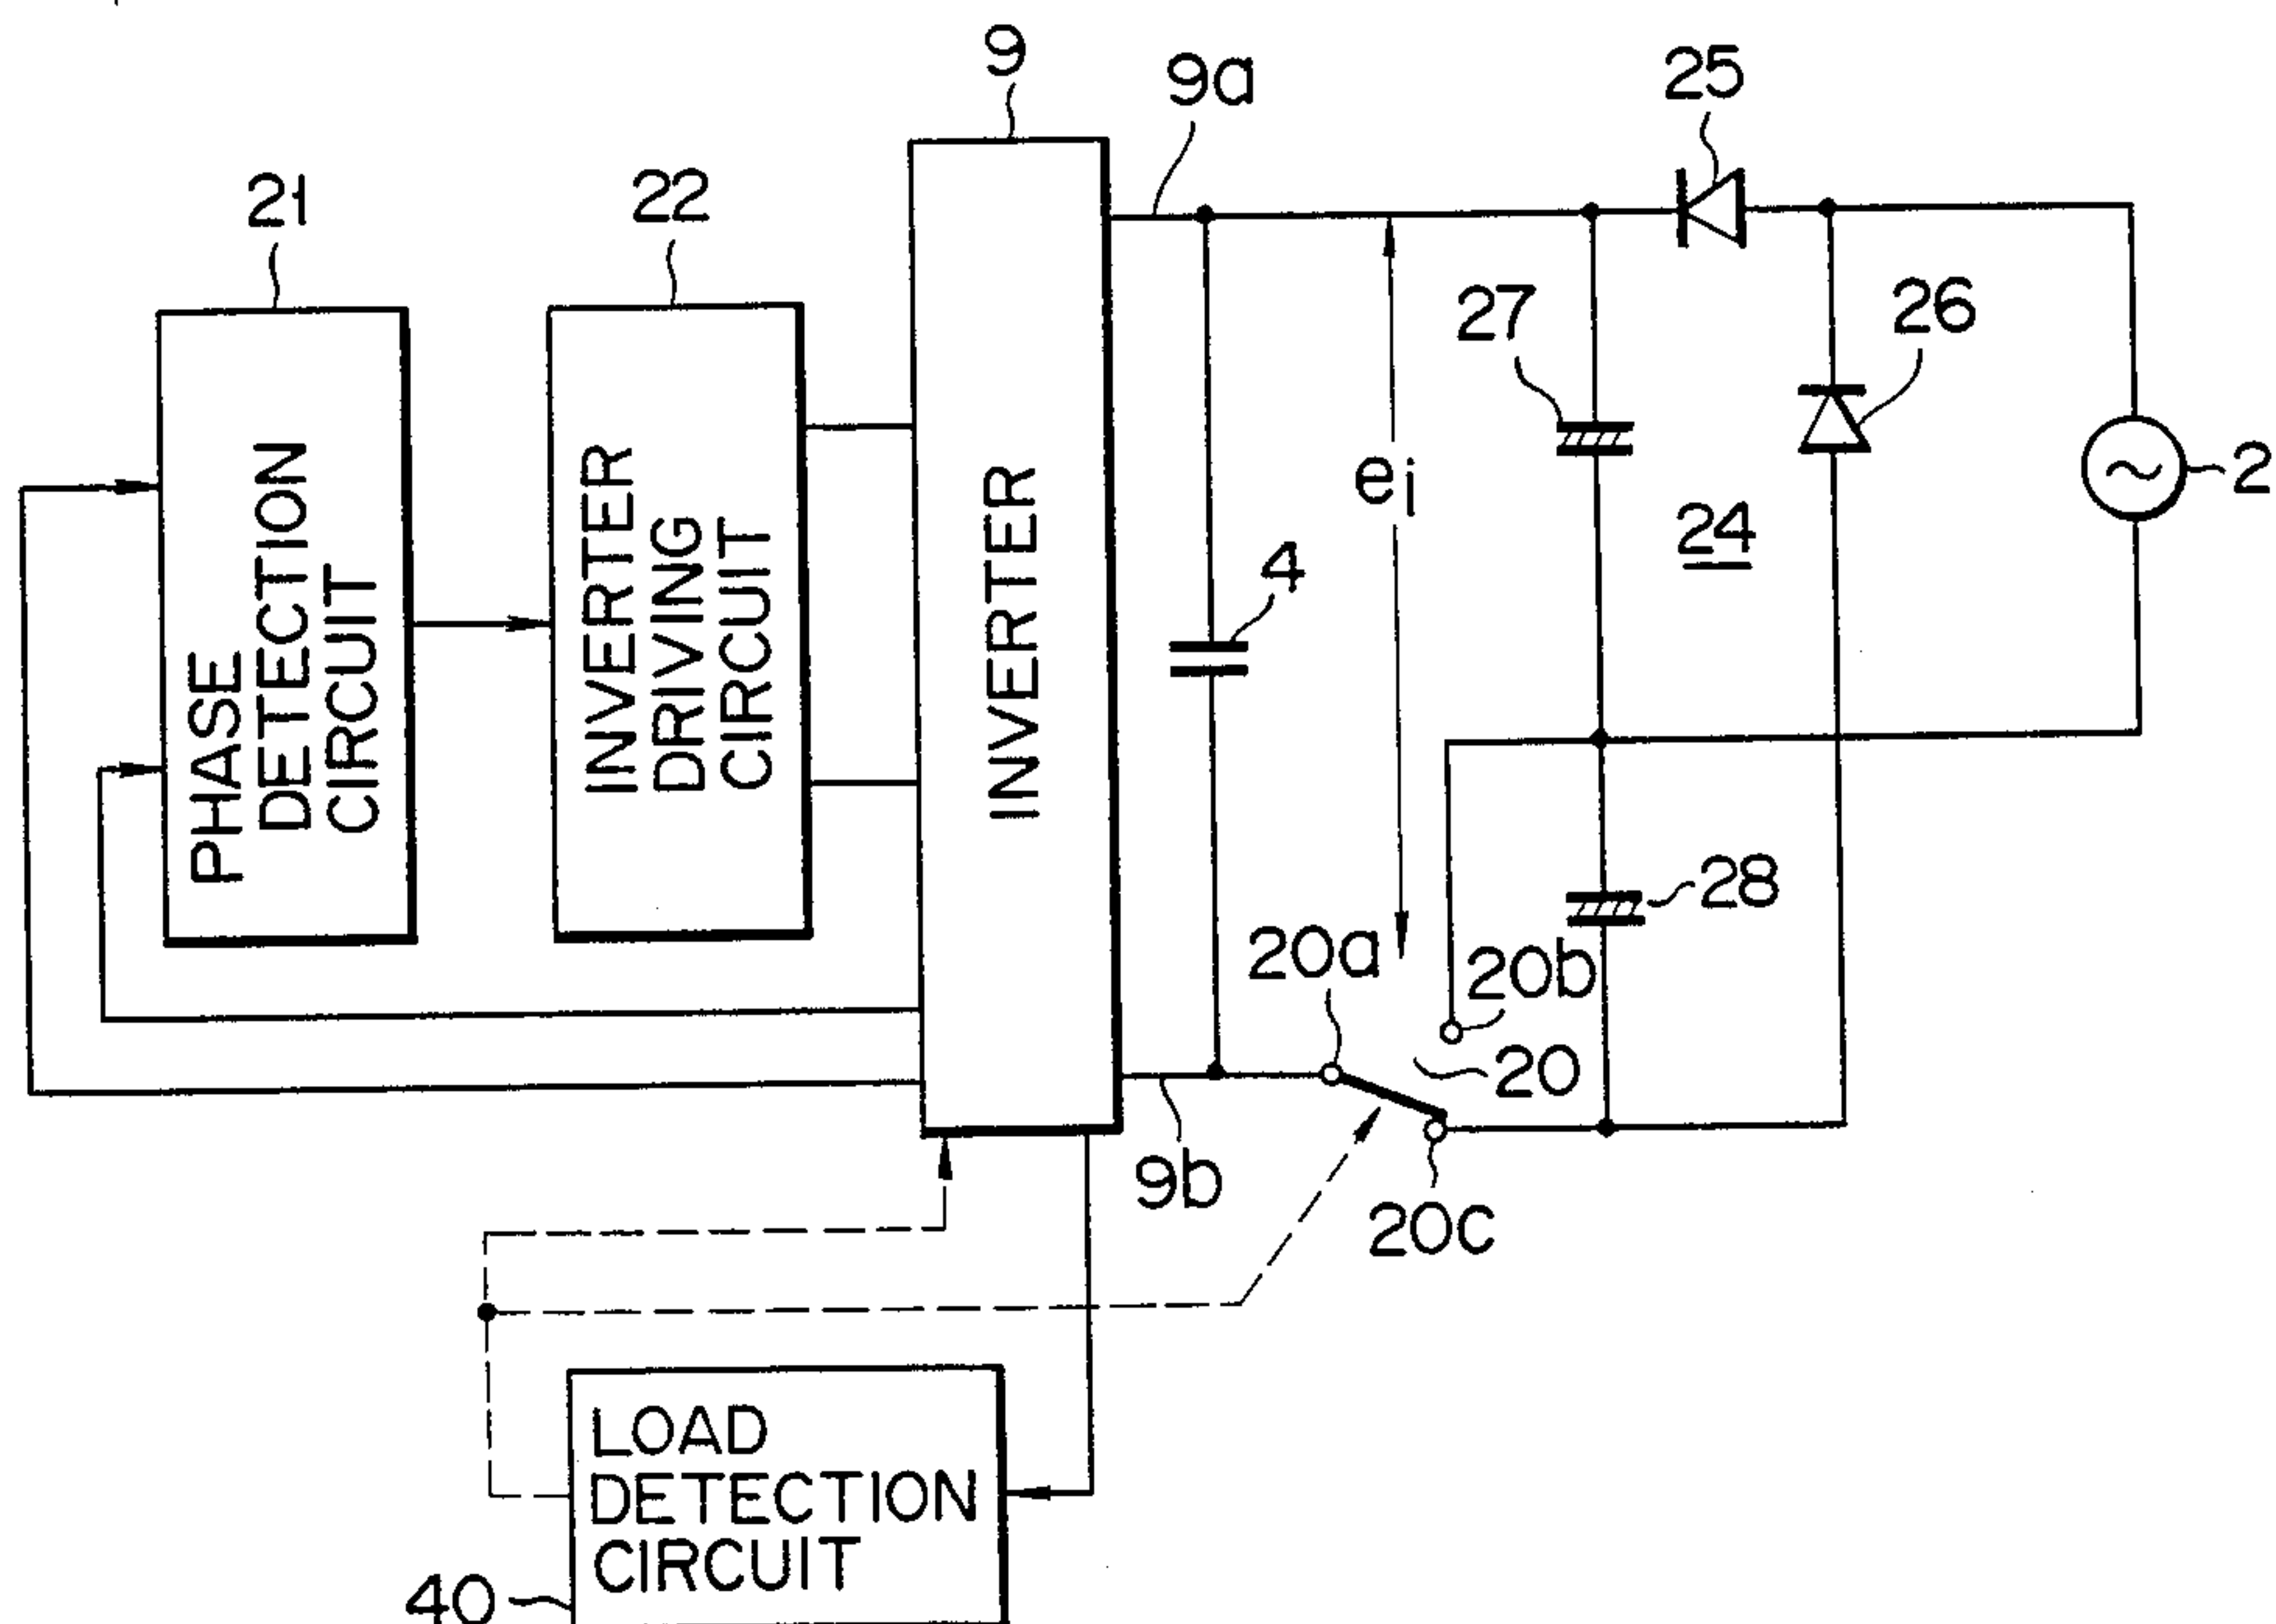 9
9a
25
21
22
27
26
2
ei
24
4
PHASE
DETECTION
CIRCUIT
INVERTER
DRIVING
CIRCUIT
INVERTER
28
20a
20b
20
9b
20c
LOAD
DETECTION
CIRCUIT
40